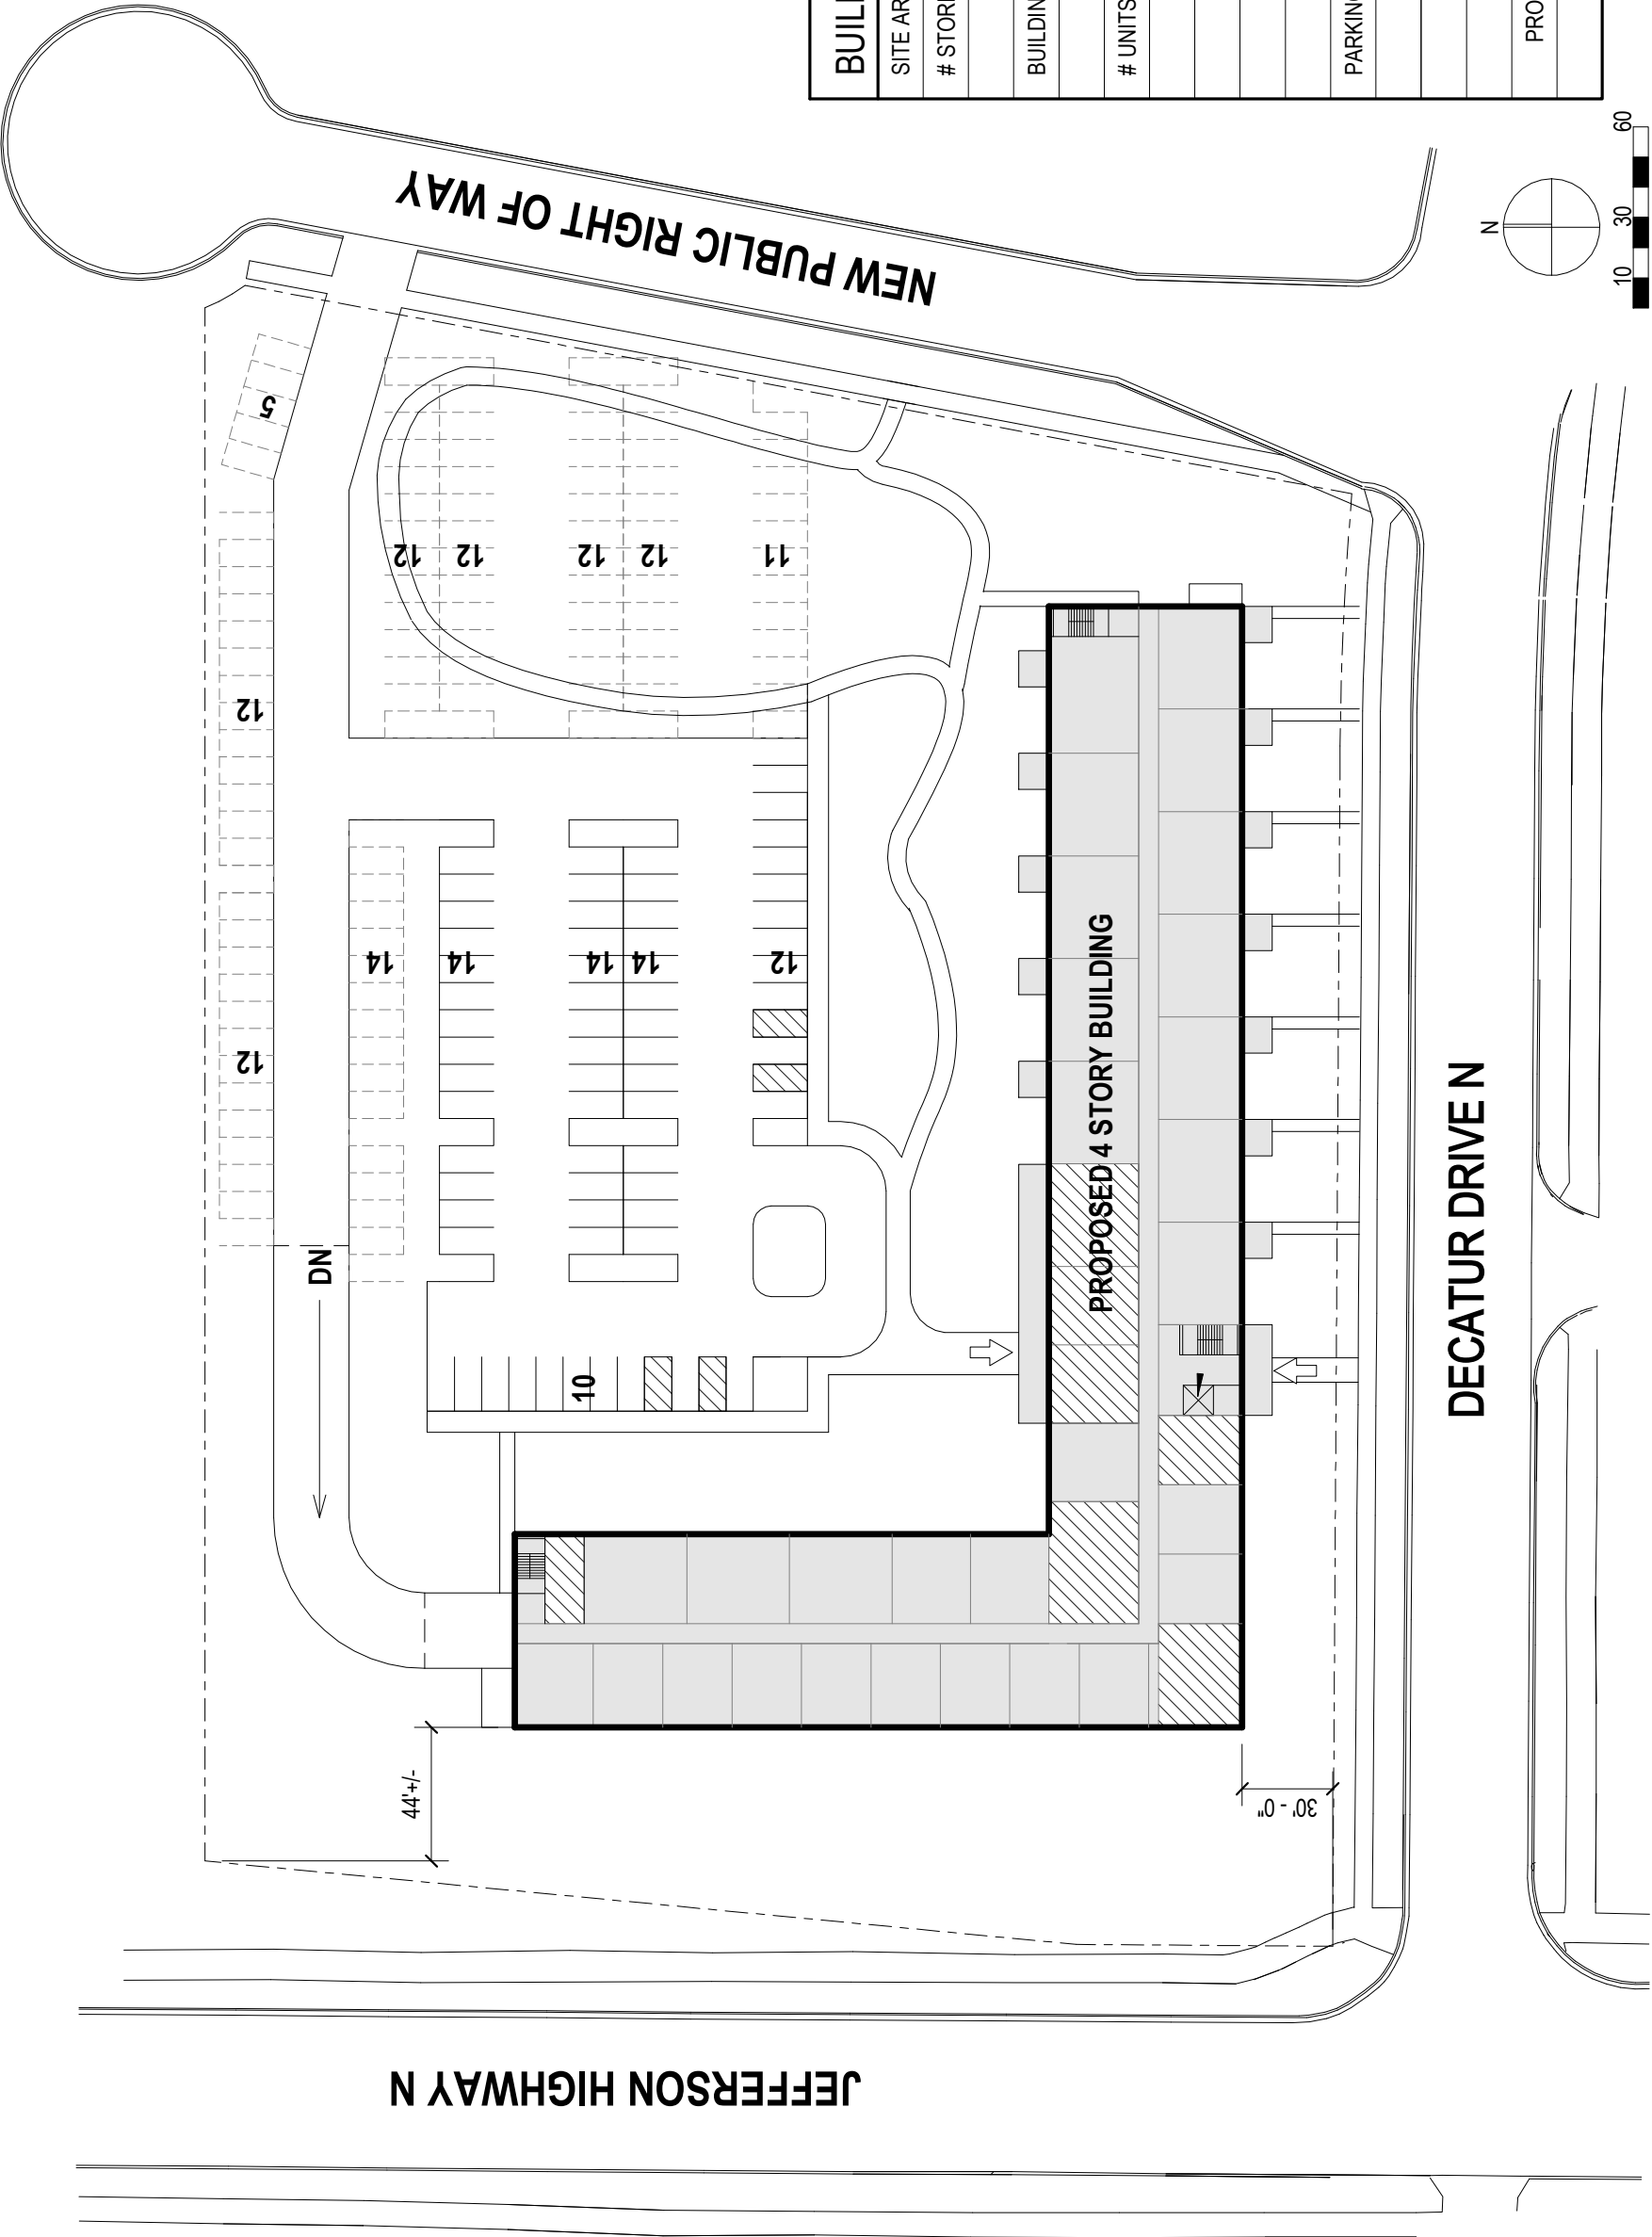 NEW PUBLIC RIGHT OF WAY
5
12
12
12
12
12
12
11
14
14
14
14
12
10
DN
PROPOSED 4 STORY BUILDING
44'+/-
30' - 0"
DECATUR DRIVE N
JEFFERSON HIGHWAY N
N
10 30 60
BUIL
SITE AR
# STOR
BUILDIN
# UNITS
PARKING
PRO